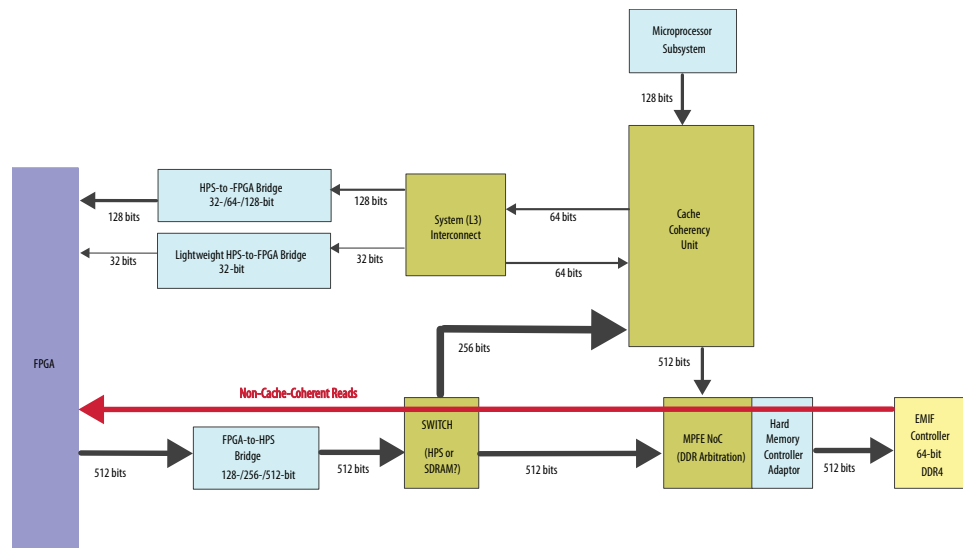 Microprocessor
Subsystem
128 bits
HPS-to -FPGA Bridge
32-/64-/128-bit
128 bits
128 bits
System (L3)
Interconnect
64 bits
Cache
Coherency
Unit
Lightweight HPS-to-FPGA Bridge
32-bit
32 bits
32 bits
64 bits
256 bits
512 bits
FPGA
Non-Cache-Coherent Reads
FPGA-to-HPS
Bridge
128-/256-/512-bit
512 bits
512 bits
SWITCH
(HPS or
SDRAM?)
512 bits
MPFE NoC
(DDR Arbitration)
Hard
Memory
Controller
Adaptor
512 bits
EMIF
Controller
64-bit
DDR4